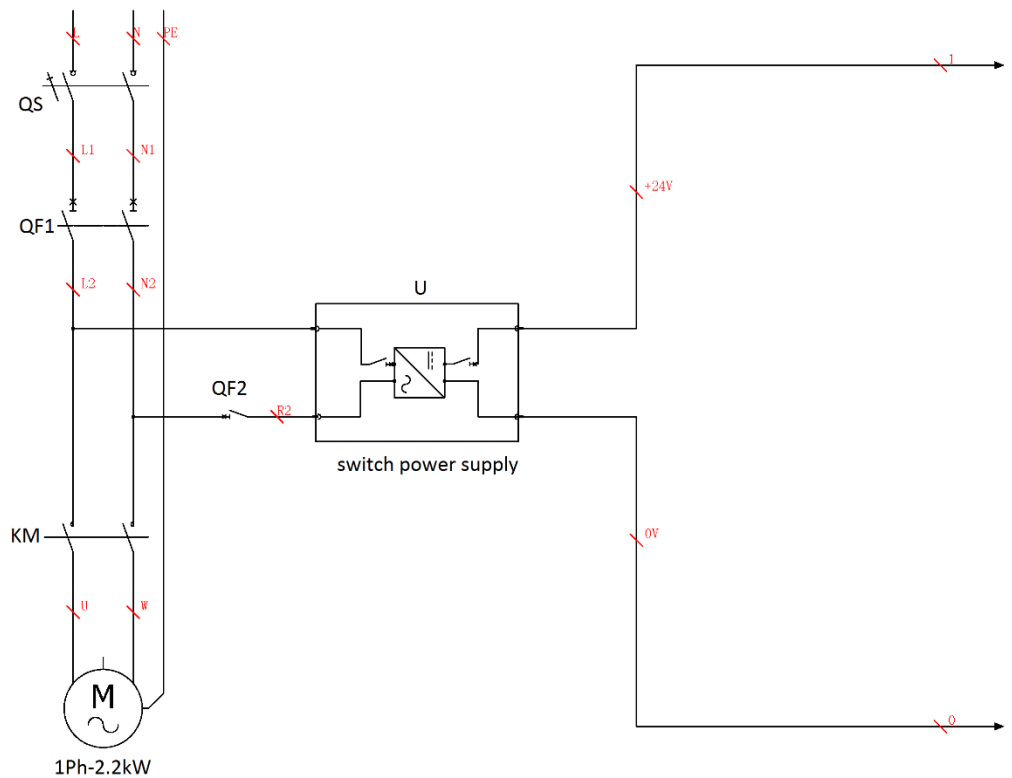 L N PE
1
QS
L1 N1
+24V
QF1
L2 N2
U
QF2
R2
switch power supply
KM
0V
U W
M
0
1Ph-2.2kW